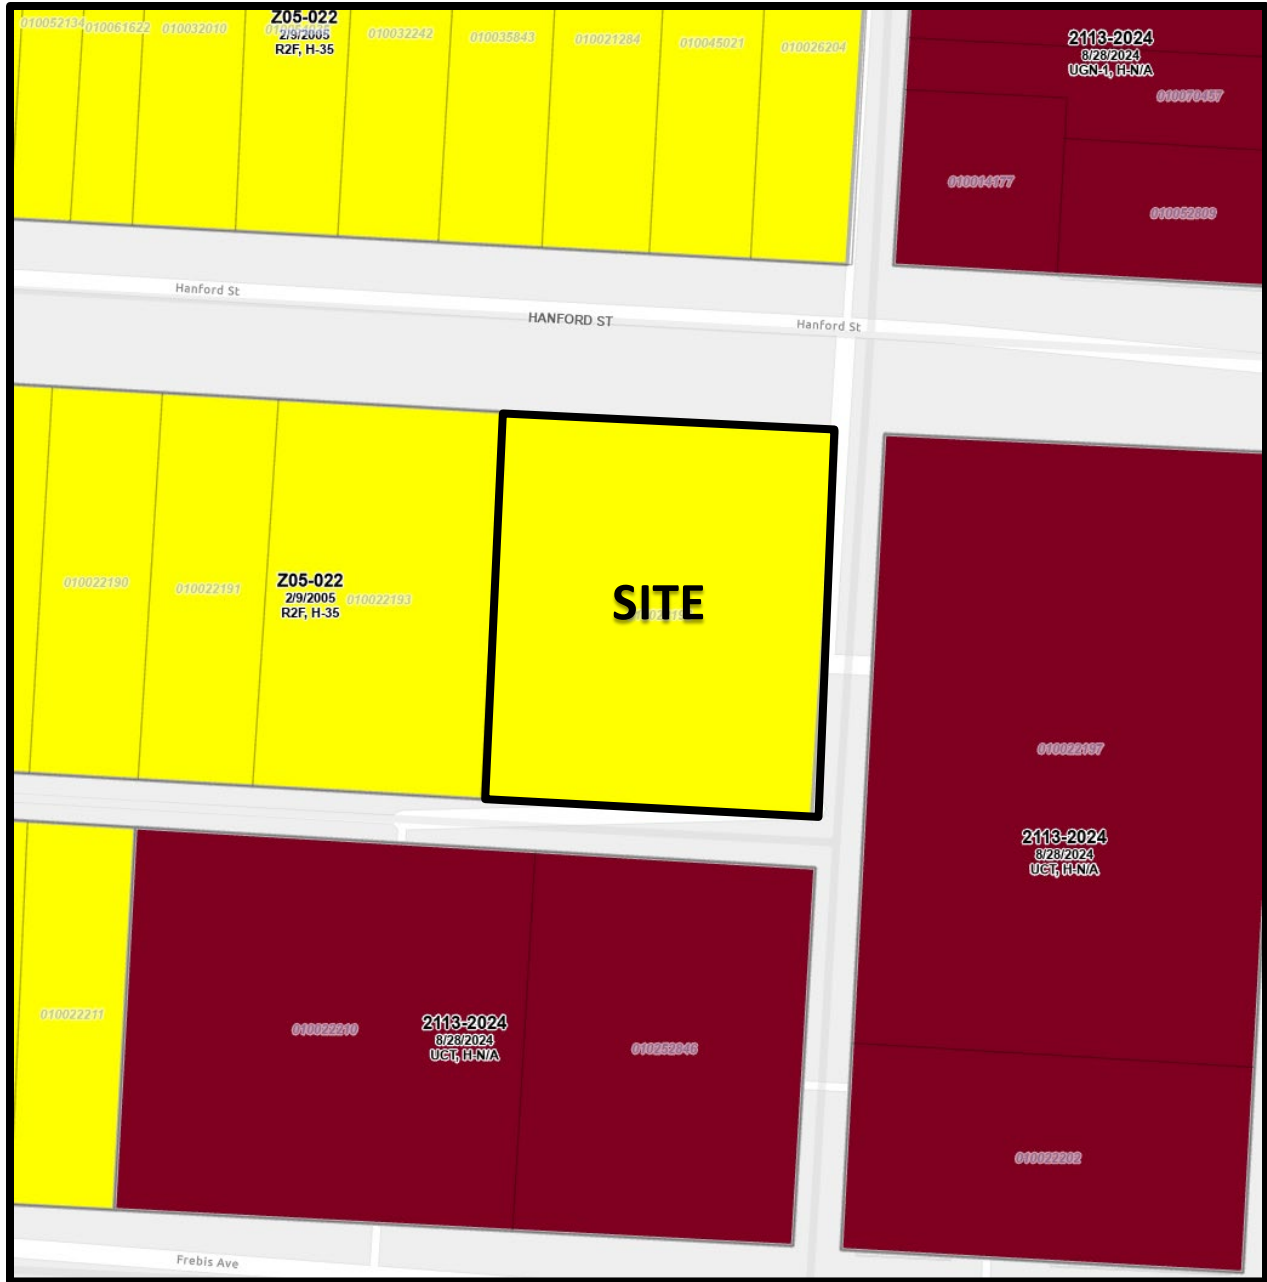 010052134
010061622
010032010
Z05-022
2/9/2005
R2F, H-35
010032242
010035843
010021284
010045021
010026204
2113-2024
8/28/2024
UGN-1, H-N/A
010070457
010014177
010052809
Hanford St
HANFORD ST
Hanford St
010022190
010022191
Z05-022
2/9/2005
R2F, H-35
010022193
SITE
010022197
2113-2024
8/28/2024
UCT, H-N/A
010022211
010022210
2113-2024
8/28/2024
UCT, H-N/A
010252846
010022202
Frebis Ave